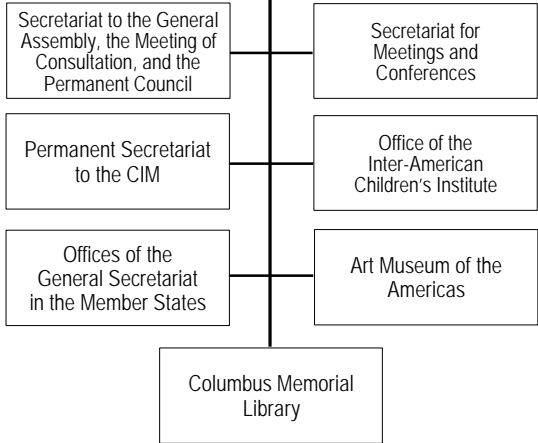 Secretariat to the General
Assembly, the Meeting of
Consultation, and the
Permanent Council
Secretariat for
Meetings and
Conferences
Permanent Secretariat
to the CIM
Office of the
Inter-American
Children's Institute
Offices of the
General Secretariat
in the Member States
Art Museum of the
Americas
Columbus Memorial
Library